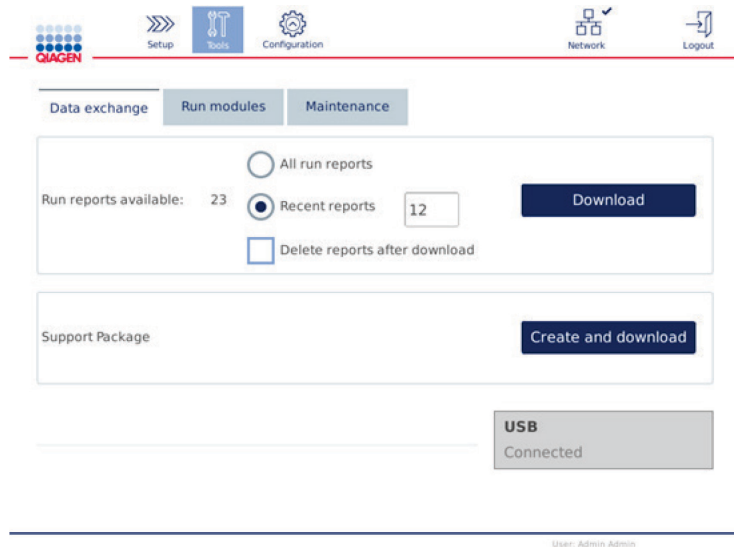 QIAGEN
Setup
Tools
Configuration
Network
Logout
Data exchange
Run modules
Maintenance
All run reports
Run reports available: 23
Recent reports 12
Download
Delete reports after download
Support Package
Create and download
USB
Connected
User: Admin Admin